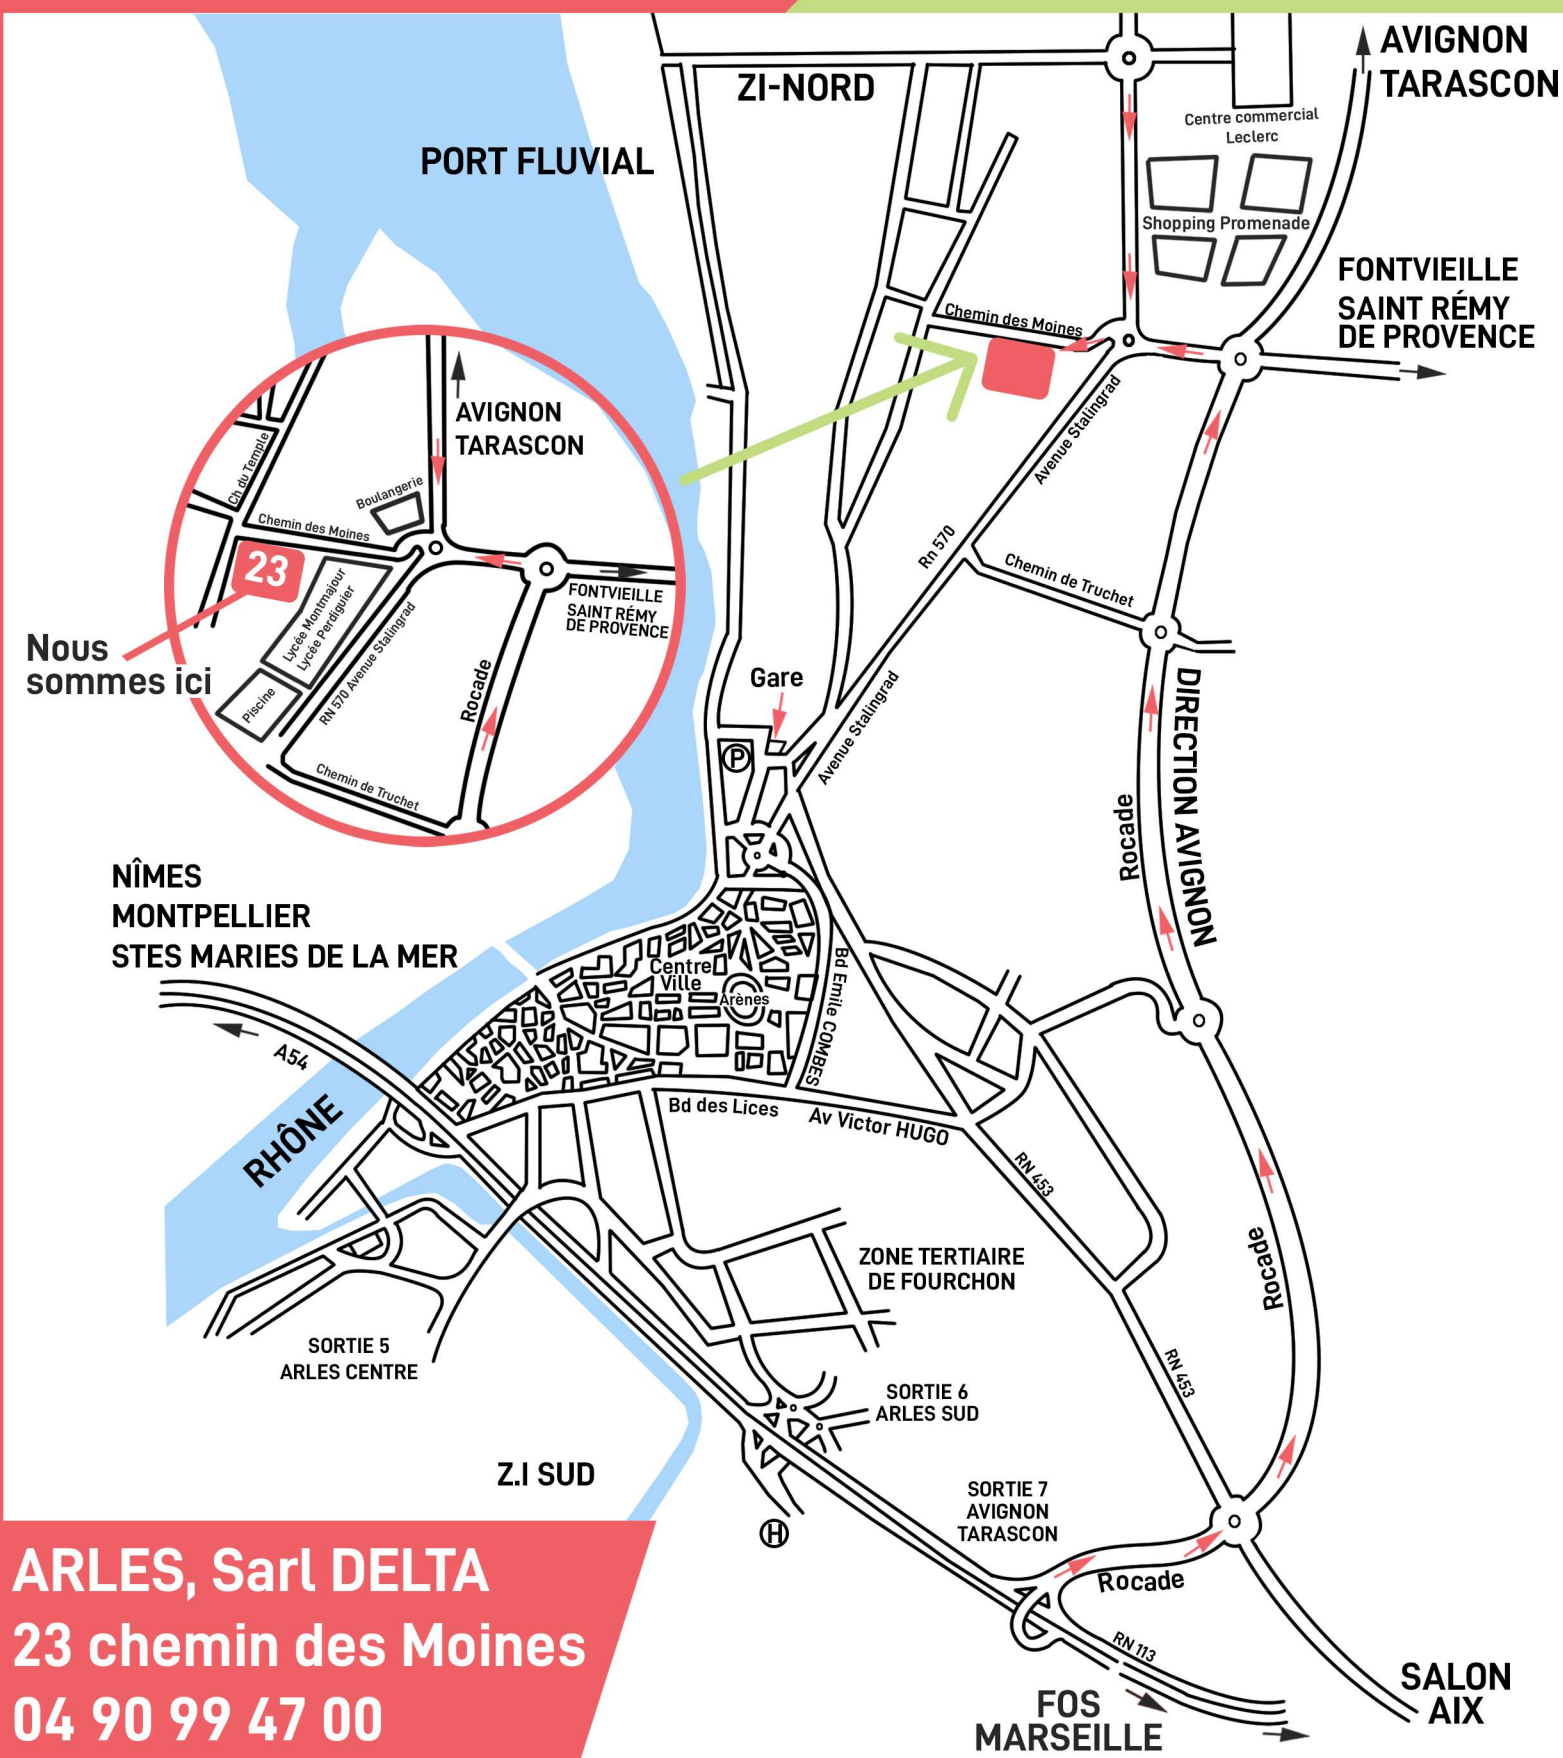 AVIGNON
TARASCON
ZI-NORD
Centre commercial
Leclerc
PORT FLUVIAL
Shopping Promenade
FONTVIEILLE
SAINT RÉMY
DE PROVENCE
Chemin des Moines
Avenue Stalingrad
Rn 570
Chemin de Truchet
AVIGNON
TARASCON
Ch du Temple
Boulangerie
Chemin des Moines
23
Lycée Montmajour
Lycée Perdiguier
FONTVIEILLE
SAINT RÉMY
DE PROVENCE
RN 570 Avenue Stalingrad
Rocade
Piscine
Chemin de Truchet
Nous
sommes ici
Gare
P
Avenue Stalingrad
DIRECTION AVIGNON
Rocade
NÎMES
MONTPELLIER
STES MARIES DE LA MER
Centre
Ville
Arènes
Bd Emile COMBES
A54
RHÔNE
Bd des Lices
Av Victor HUGO
RN 453
ZONE TERTIAIRE
DE FOURCHON
Rocade
SORTIE 5
ARLES CENTRE
RN 453
SORTIE 6
ARLES SUD
Z.I SUD
SORTIE 7
AVIGNON
TARASCON
H
Rocade
RN 113
FOS
MARSEILLE
SALON
AIX
ARLES, Sarl DELTA
23 chemin des Moines
04 90 99 47 00